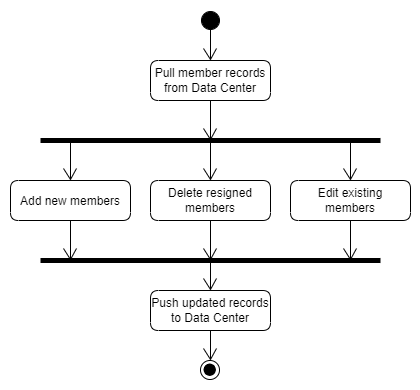 Pull member records
from Data Center
Add new members
Delete resigned
members
Edit existing
members
Push updated records
to Data Center